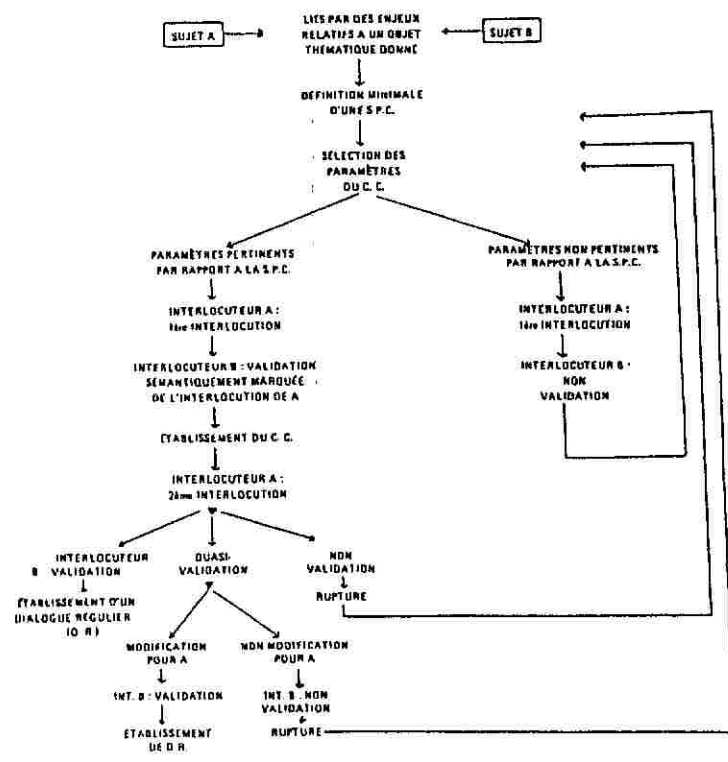 SUJET A
LIES PAR DES ENJEUX
RELATIFS A UN OBJET
THÉMATIQUE DONNÉ
SUJET B
DÉFINITION MINIMALE
D'UNE S P.C.
SÉLECTION DES
PARAMÈTRES
DU C. C.
PARAMÈTRES PERTINENTS
PAR RAPPORT A LA S.P.C.
PARAMETRES NON PERTINENTS
PAR RAPPORT A LA S.P.C.
INTERLOCUTEUR A :
1ère INTERLOCUTION
INTERLOCUTEUR A :
1ère INTERLOCUTION
INTERLOCUTEUR B : VALIDATION
SÉMANTIQUEMENT MARQUÉE
DE L'INTERLOCUTION DE A
INTERLOCUTEUR B ·
NON
VALIDATION
ÉTABLISSEMENT DU C. C.
INTERLOCUTEUR A :
2ème INTERLOCUTION
INTERLOCUTEUR
B VALIDATION
QUASI-
VALIDATION
NON
VALIDATION
ÉTABLISSEMENT D'UN
DIALOGUE RÉGULIER
(D R)
RUPTURE
MODIFICATION
POUR A
NON MODIFICATION
POUR A
INT. B : VALIDATION
INT. B . NON
VALIDATION
ÉTABLISSEMENT
DE D R.
RUPTURE